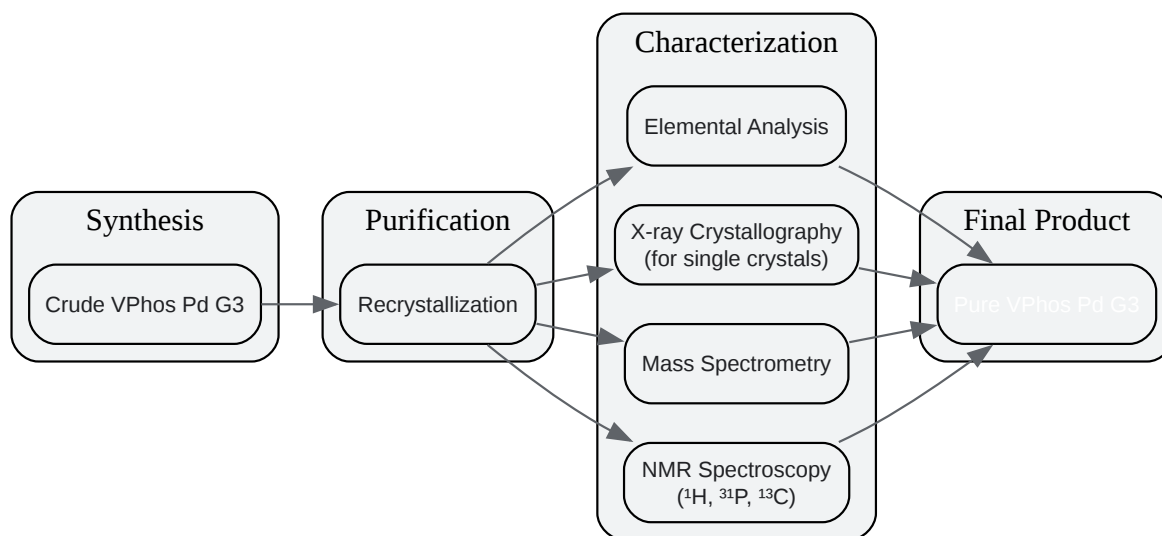 Synthesis
Crude VPhos Pd G3
Purification
Recrystallization
Characterization
Elemental Analysis
X-ray Crystallography
(for single crystals)
Mass Spectrometry
NMR Spectroscopy
(¹H, ³¹P, ¹³C)
Final Product
Pure VPhos Pd G3